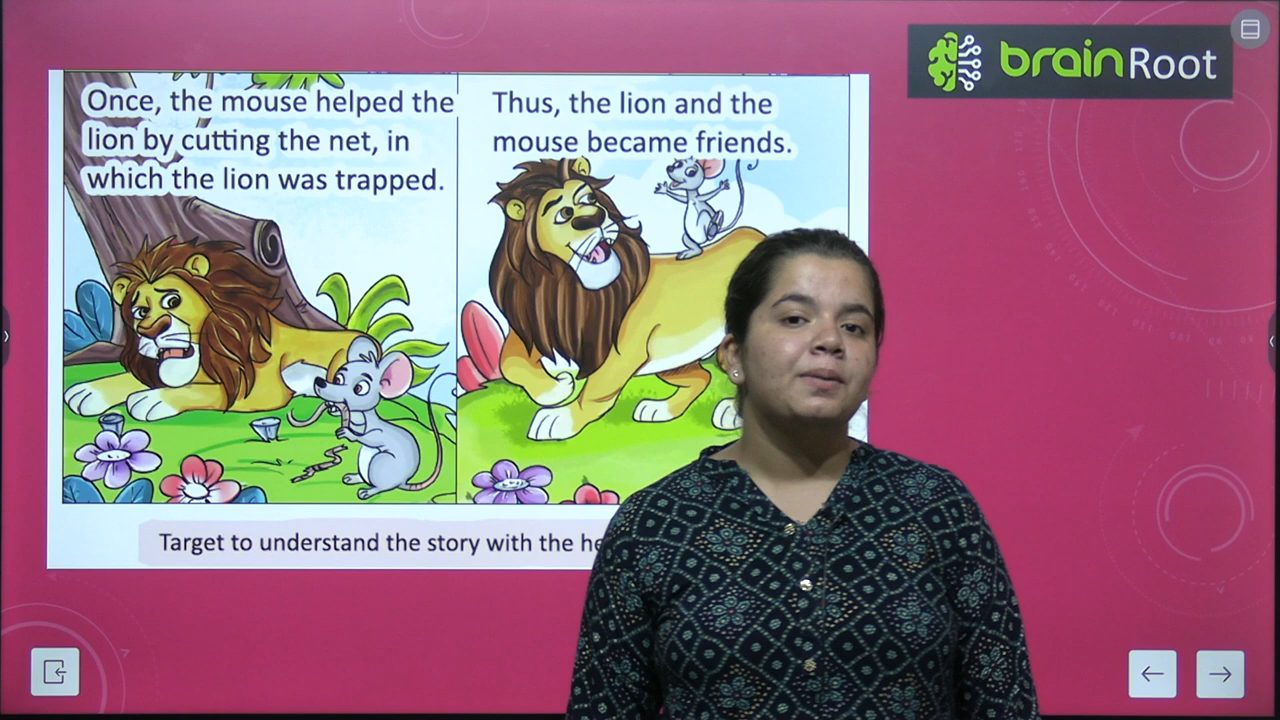 brainRoot
Once, the mouse helped the
lion by cutting the net, in
which the lion was trapped.
Thus, the lion and the
mouse became friends.
Target to understand the story with the